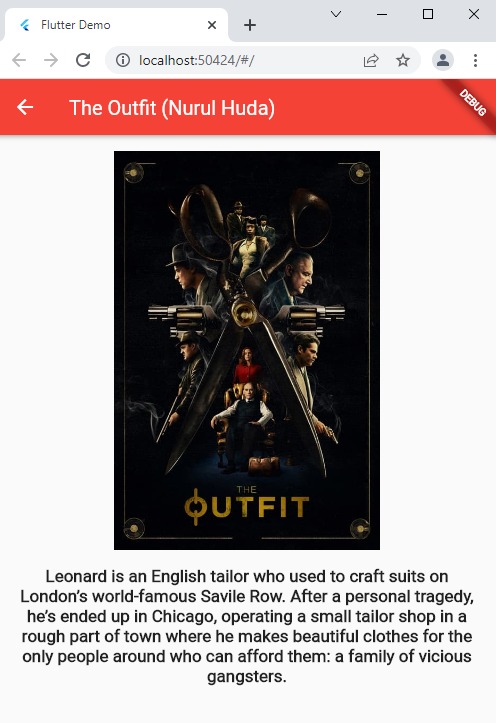 Flutter Demo
localhost:50424/#/
The Outfit (Nurul Huda)
DEBUG
THE
OUTFIT
Leonard is an English tailor who used to craft suits on
London’s world-famous Savile Row. After a personal tragedy,
he’s ended up in Chicago, operating a small tailor shop in a
rough part of town where he makes beautiful clothes for the
only people around who can afford them: a family of vicious
gangsters.